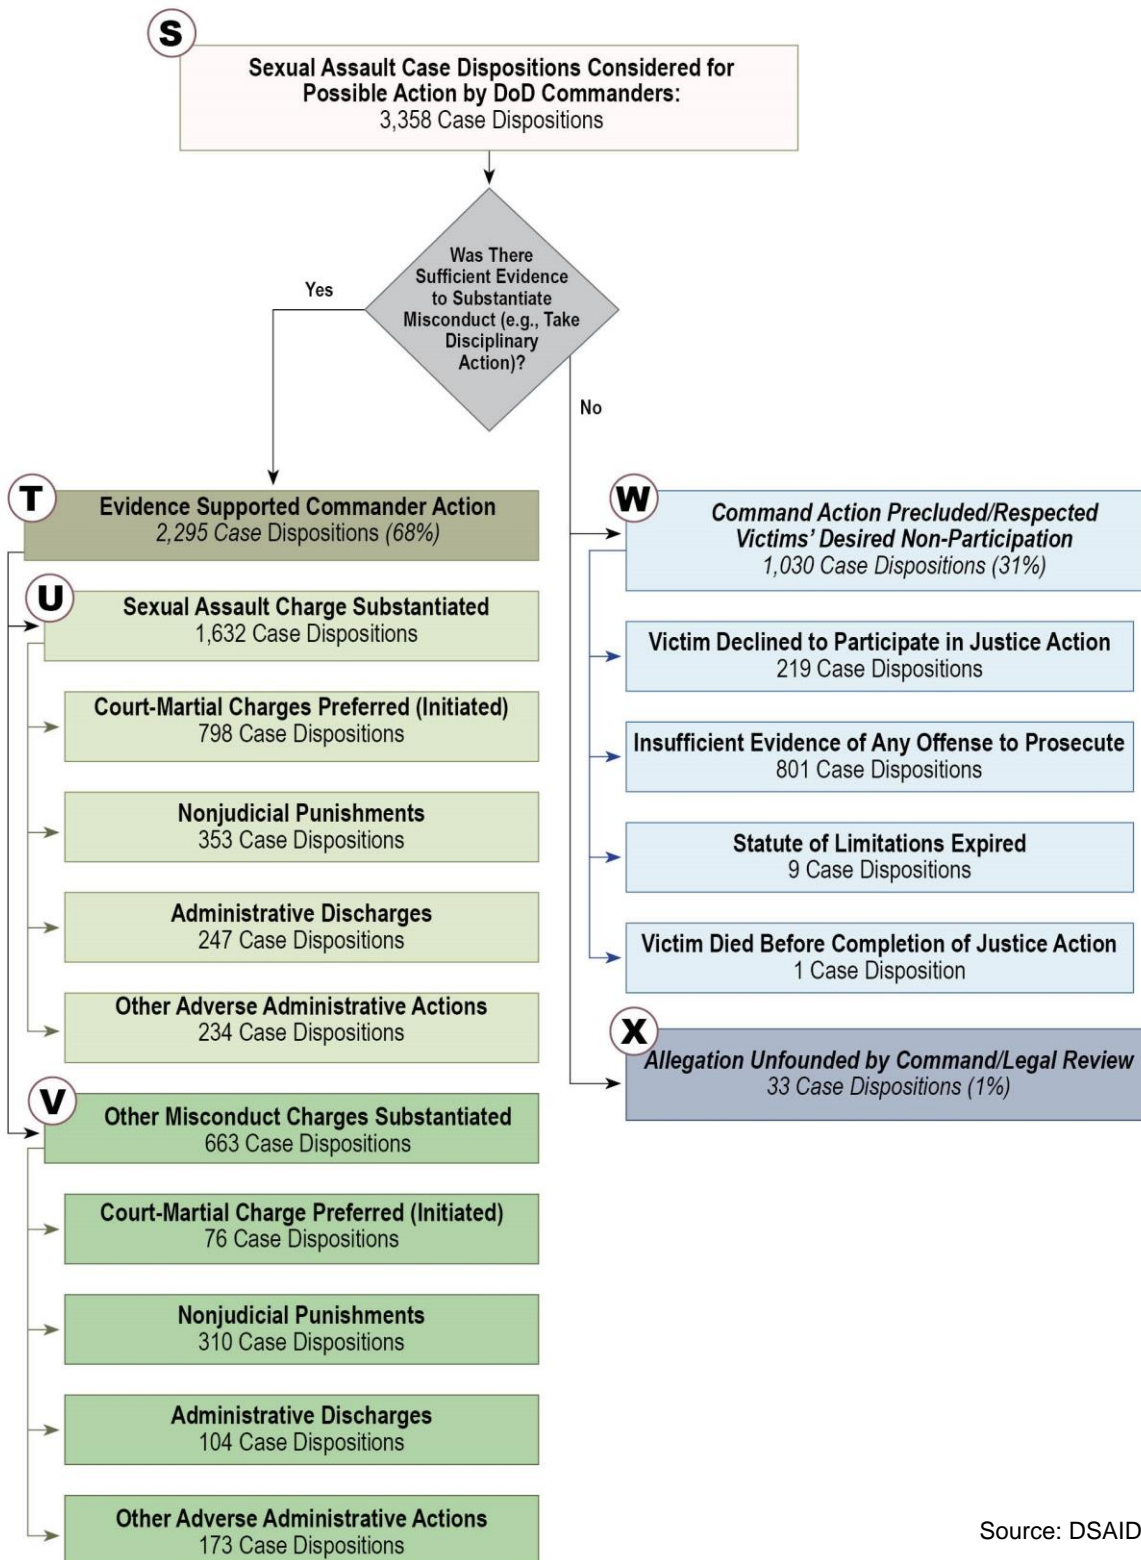 S
Sexual Assault Case Dispositions Considered for
Possible Action by DoD Commanders:
3,358 Case Dispositions
Was There
Sufficient Evidence
to Substantiate
Misconduct (e.g., Take
Disciplinary
Action)?
Yes
No
T
Evidence Supported Commander Action
2,295 Case Dispositions (68%)
U
Sexual Assault Charge Substantiated
1,632 Case Dispositions
Court-Martial Charges Preferred (Initiated)
798 Case Dispositions
Nonjudicial Punishments
353 Case Dispositions
Administrative Discharges
247 Case Dispositions
Other Adverse Administrative Actions
234 Case Dispositions
V
Other Misconduct Charges Substantiated
663 Case Dispositions
Court-Martial Charge Preferred (Initiated)
76 Case Dispositions
Nonjudicial Punishments
310 Case Dispositions
Administrative Discharges
104 Case Dispositions
Other Adverse Administrative Actions
173 Case Dispositions
W
Command Action Precluded/Respected
Victims' Desired Non-Participation
1,030 Case Dispositions (31%)
Victim Declined to Participate in Justice Action
219 Case Dispositions
Insufficient Evidence of Any Offense to Prosecute
801 Case Dispositions
Statute of Limitations Expired
9 Case Dispositions
Victim Died Before Completion of Justice Action
1 Case Disposition
X
Allegation Unfounded by Command/Legal Review
33 Case Dispositions (1%)
Source: DSAID